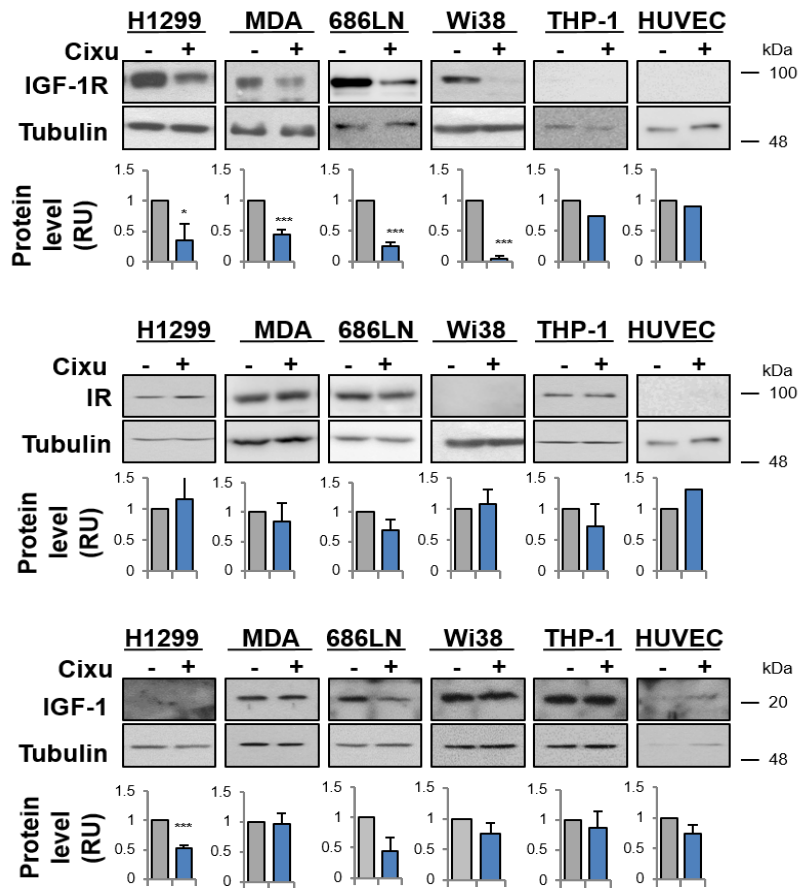 H1299 MDA 686LN Wi38 THP-1 HUVEC
Cixu - + - + - + - + - + - + kDa
IGF-1R 100
Tubulin 48
Protein level (RU)
1.5 1.5 1.5 1.5 1.5 1.5
1 1 1 1 1 1
* *** *** ***
0.5 0.5 0.5 0.5 0.5 0.5
0 0 0 0 0 0
H1299 MDA 686LN Wi38 THP-1 HUVEC
Cixu - + - + - + - + - + - + kDa
IR 100
Tubulin 48
Protein level (RU)
1.5 1.5 1.5 1.5 1.5 1.5
1 1 1 1 1 1
0.5 0.5 0.5 0.5 0.5 0.5
0 0 0 0 0 0
H1299 MDA 686LN Wi38 THP-1 HUVEC
Cixu - + - + - + - + - + - + kDa
IGF-1 20
Tubulin 48
Protein level (RU)
1.5 1.5 1.5 1.5 1.5 1.5
1 1 1 1 1 1
***
0.5 0.5 0.5 0.5 0.5 0.5
0 0 0 0 0 0